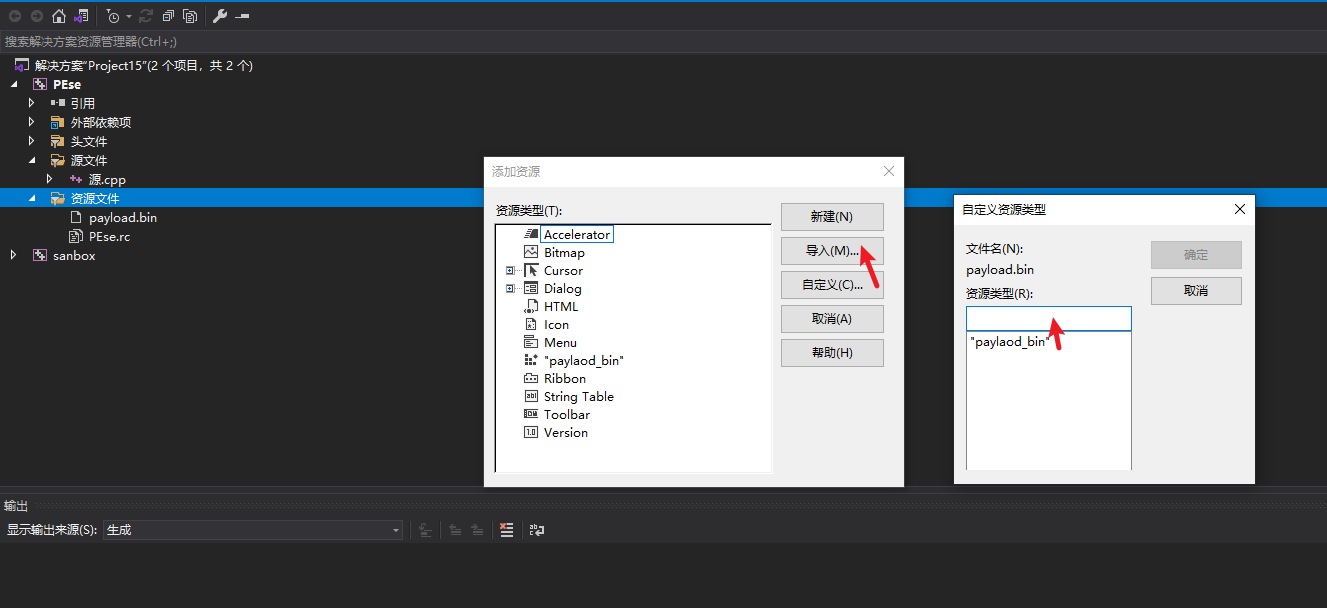 搜索解决方案资源管理器(Ctrl+;)
解决方案"Project15"(2 个项目，共 2 个)
PEse
引用
外部依赖项
头文件
源文件
源.cpp
资源文件
payload.bin
PEse.rc
sanbox
添加资源
资源类型(T):
Accelerator
Bitmap
Cursor
Dialog
HTML
Icon
Menu
"paylaod_bin"
Ribbon
String Table
Toolbar
Version
新建(N)
导入(M)...
自定义(C)...
取消(A)
帮助(H)
自定义资源类型
文件名(N):
payload.bin
资源类型(R):
"paylaod_bin"
确定
取消
输出
显示输出来源(S):
生成